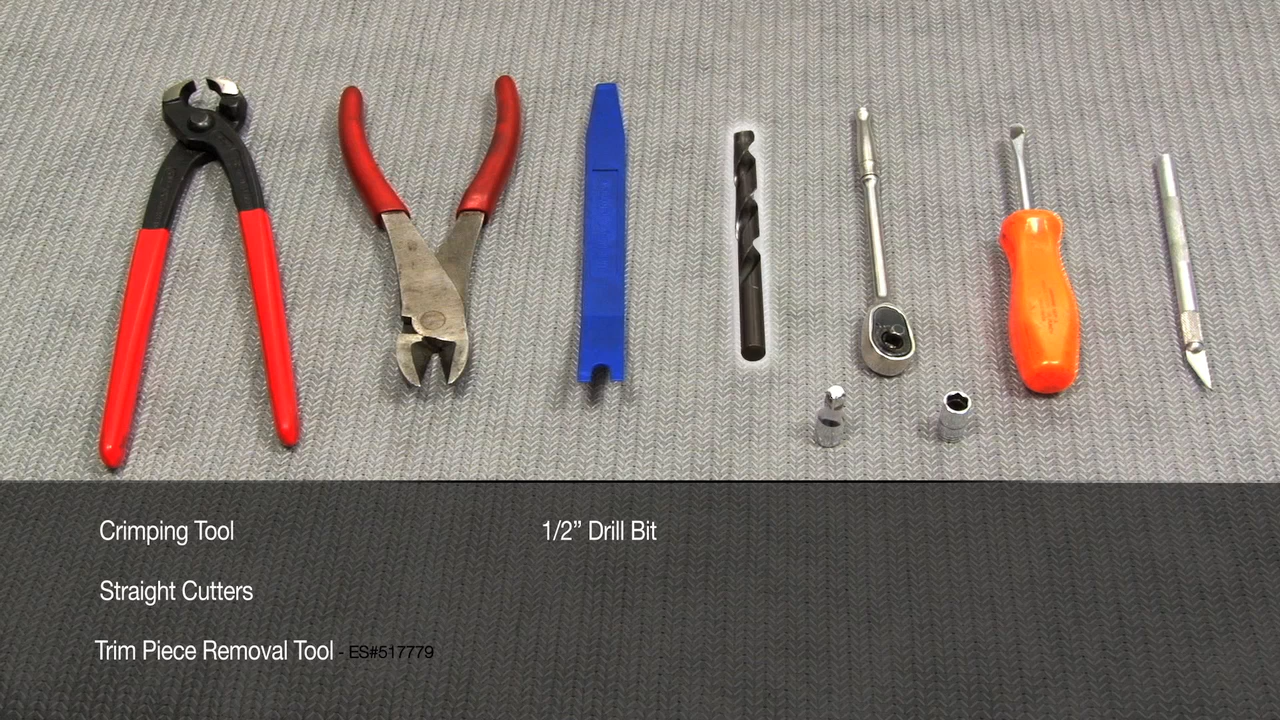 Crimping Tool
Straight Cutters
Trim Piece Removal Tool - ES#517779
1/2” Drill Bit